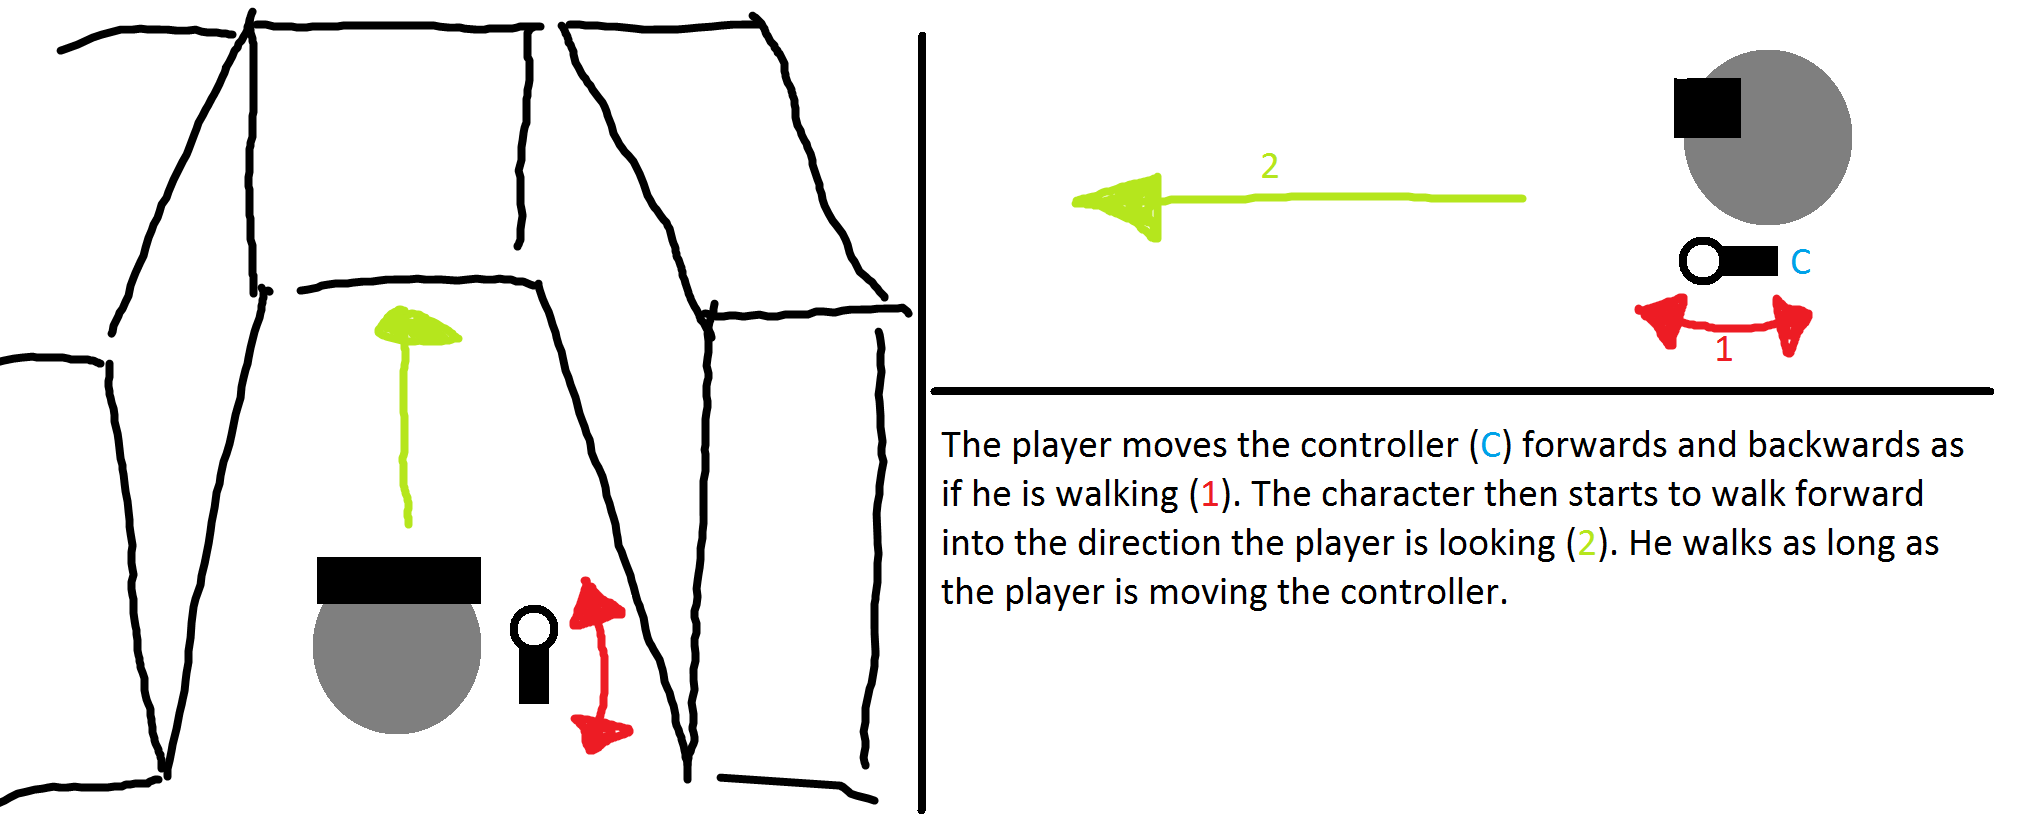 2
C
1
The player moves the controller (C) forwards and backwards as
if he is walking (1). The character then starts to walk forward
into the direction the player is looking (2). He walks as long as
the player is moving the controller.